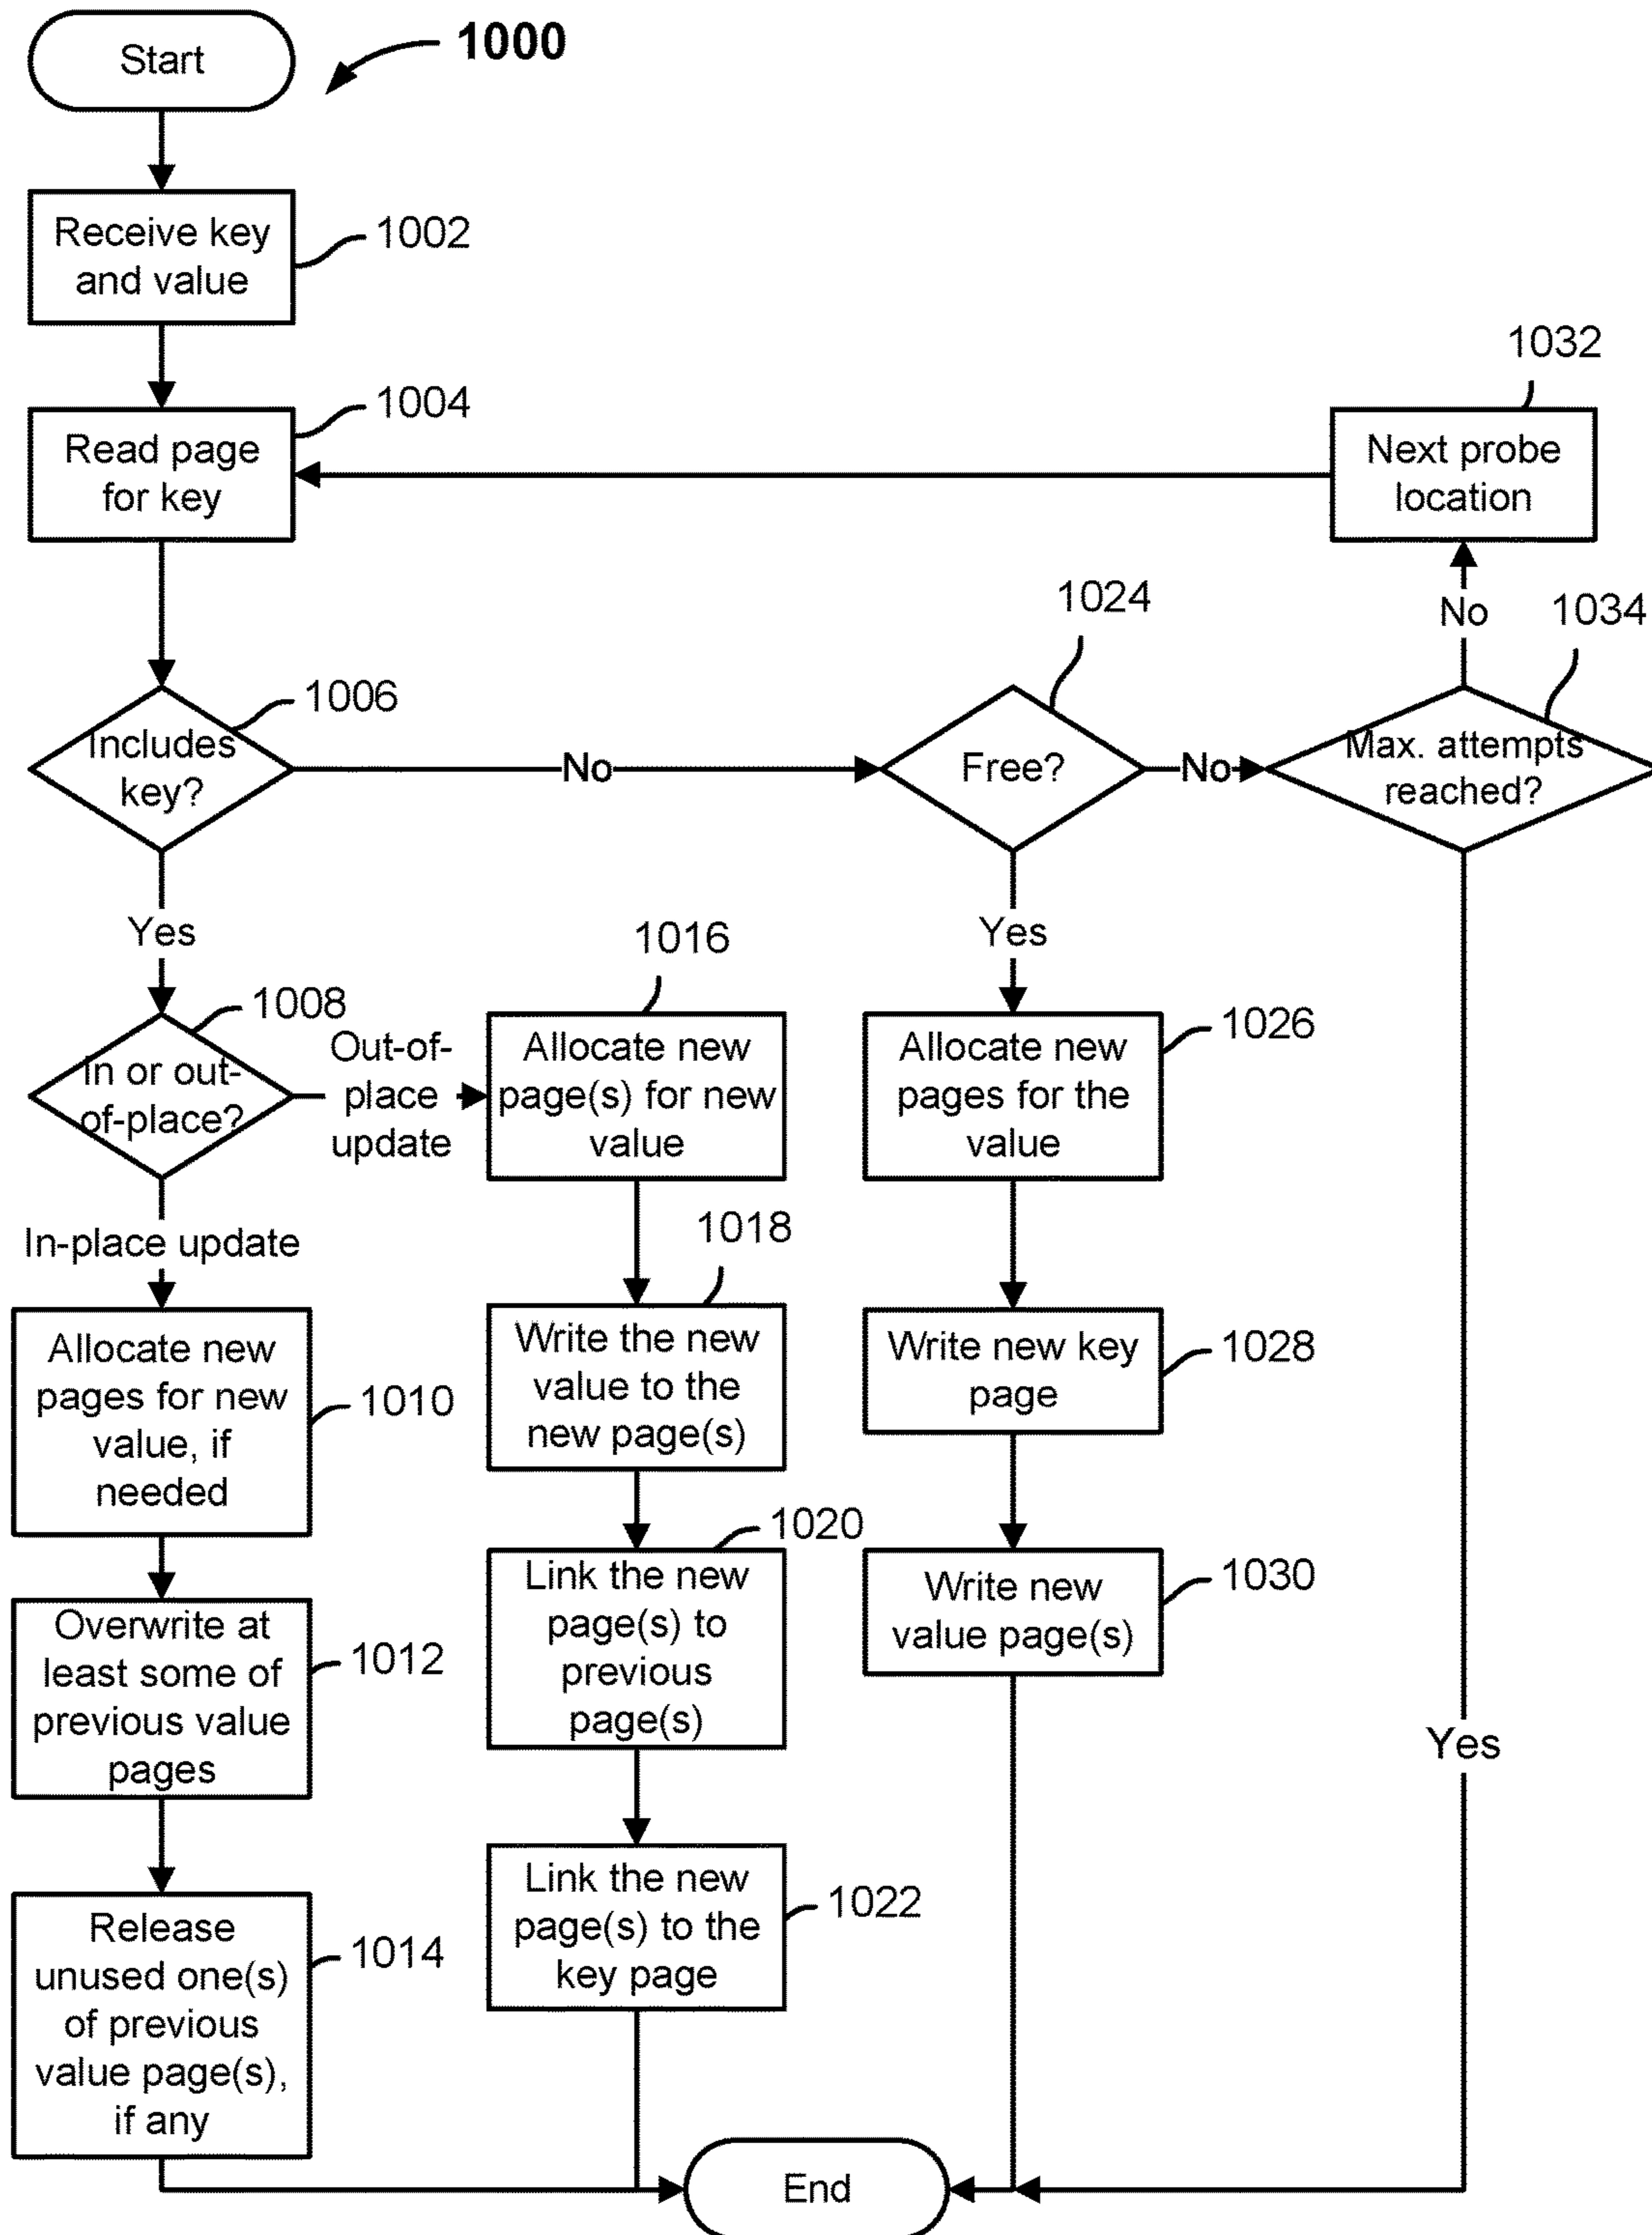 Start
1000
Receive key
and value
1002
Read page
for key
1004
1032
Next probe
location
No
1034
1024
Includes
key?
1006
No
Free?
No
Max. attempts
reached?
Yes
Yes
In or out-
of-place?
1008
Out-of-
place
update
1016
Allocate new
page(s) for new
value
Allocate new
pages for the
value
1026
In-place update
1018
Allocate new
pages for new
value, if
needed
1010
Write the new
value to the
new page(s)
Write new key
page
1028
1020
Overwrite at
least some of
previous value
pages
1012
Link the new
page(s) to
previous
page(s)
Write new
value page(s)
1030
Yes
Release
unused one(s)
of previous
value page(s),
if any
1014
Link the new
page(s) to the
key page
1022
End